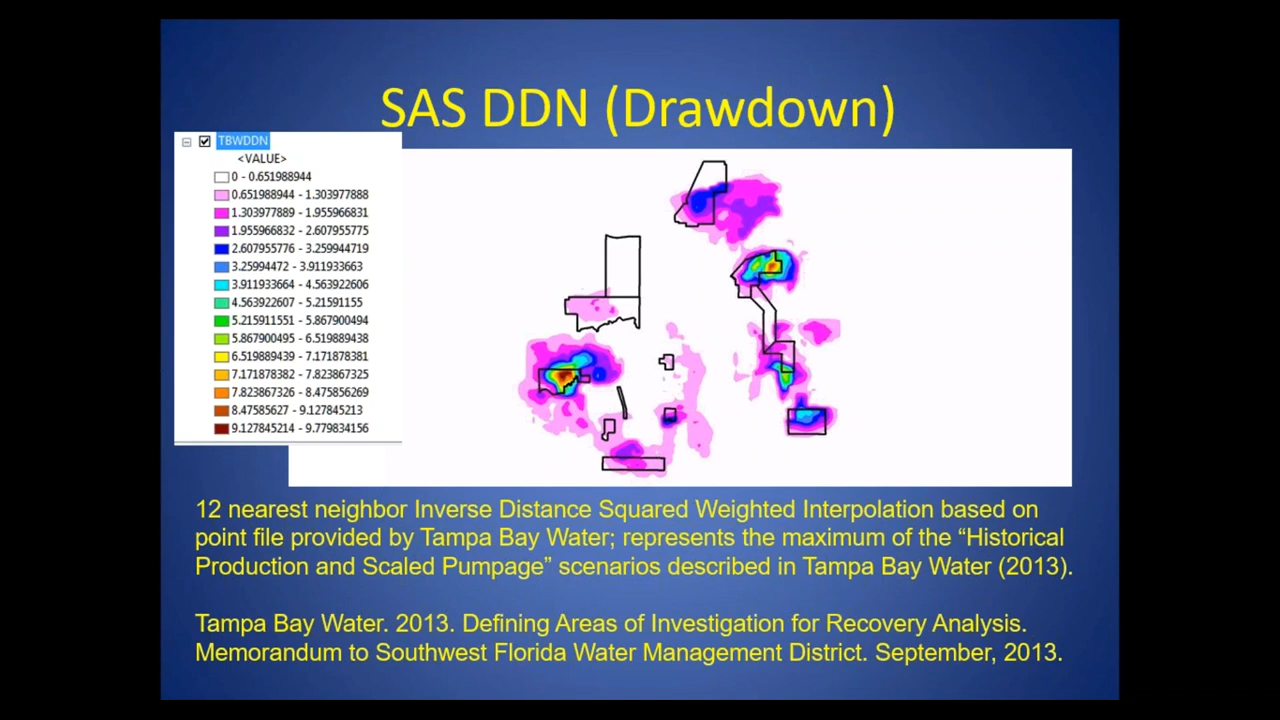 SAS DDN (Drawdown)
TBWDDN
<VALUE>
0 - 0.651988944
0.651988944 - 1.303977888
1.303977889 - 1.955966831
1.955966832 - 2.607955775
2.607955776 - 3.259944719
3.25994472 - 3.911933663
3.911933664 - 4.563922606
4.563922607 - 5.21591155
5.215911551 - 5.867900494
5.867900495 - 6.519889438
6.519889439 - 7.171878381
7.171878382 - 7.823867325
7.823867326 - 8.475856269
8.47585627 - 9.127845213
9.127845214 - 9.779834156
12 nearest neighbor Inverse Distance Squared Weighted Interpolation based on
point file provided by Tampa Bay Water; represents the maximum of the “Historical
Production and Scaled Pumpage” scenarios described in Tampa Bay Water (2013).
Tampa Bay Water. 2013. Defining Areas of Investigation for Recovery Analysis.
Memorandum to Southwest Florida Water Management District. September, 2013.